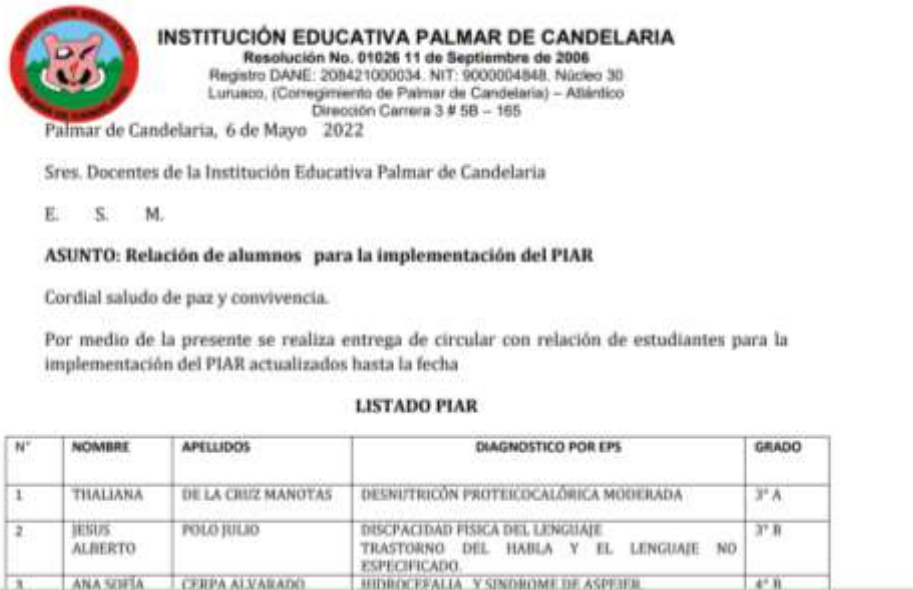 INSTITUCIÓN EDUCATIVA PALMAR DE CANDELARIA
Resolución No. 01026 11 de Septiembre de 2006
Registro DANE: 208421000034. NIT: 9000004848. Núcleo 30
Luruaco, (Corregimiento de Palmar de Candelaria) – Atlántico
Dirección Carrera 3 # 5B – 165
Palmar de Candelaria, 6 de Mayo 2022
Sres. Docentes de la Institución Educativa Palmar de Candelaria
E. S. M.
ASUNTO: Relación de alumnos para la implementación del PIAR
Cordial saludo de paz y convivencia.
Por medio de la presente se realiza entrega de circular con relación de estudiantes para la
implementación del PIAR actualizados hasta la fecha
LISTADO PIAR
N° NOMBRE APELLIDOS DIAGNOSTICO POR EPS GRADO
1 THALIANA DE LA CRUZ MANOTAS DESNUTRICÓN PROTEICOCALÓRICA MODERADA 3° A
2 JESUS POLO JULIO DISCPACIDAD FISICA DEL LENGUAJE 3° B
ALBERTO TRASTORNO DEL HABLA Y EL LENGUAJE NO
ESPECIFICADO.
3 ANA SOFÍA CERPA ALVARADO HIDROCEFALIA Y SINDROME DE ASPEJER 4° B